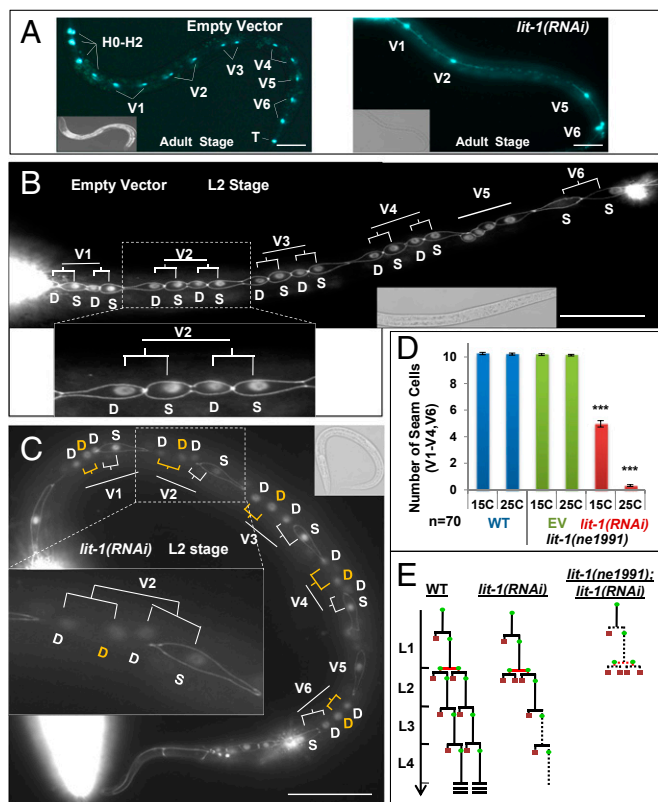 A
Empty Vector
H0-H2
V1
V2
V3
V4
V5
V6
T
Adult Stage
lit-1(RNAi)
V1
V2
V5
V6
Adult Stage
B
Empty Vector
L2 Stage
V1
D S D S
V2
D S D S
V3
D S D S
V4
D S D S
V5
V6
S S
V2
D S D S
C
D D D S
V1
D D D S
V2
D D D S
V3
D D D S
V4
V5
V6
S D D D
lit-1(RNAi) L2 stage
V2
D D D S
D
Number of Seam Cells
(V1-V4,V6)
10
8
6
4
2
0
***
***
15C 25C 15C 25C 15C 25C
n=70 WT EV lit-1(RNAi)
lit-1(ne1991)
E
WT
lit-1(RNAi)
lit-1(ne1991);
lit-1(RNAi)
L1
L2
L3
L4